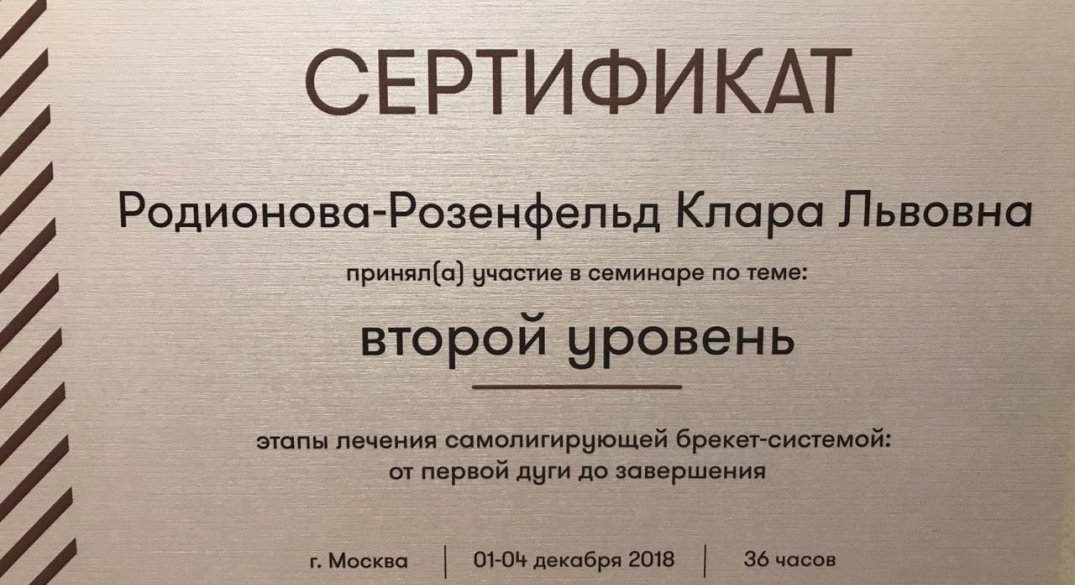 СЕРТИФИКАТ
Родионова-Розенфельд Клара Львовна
принял(а) участие в семинаре по теме:
второй уровень
этапы лечения самолигирующей брекет-системой:
от первой дуги до завершения
г. Москва | 01-04 декабря 2018 | 36 часов